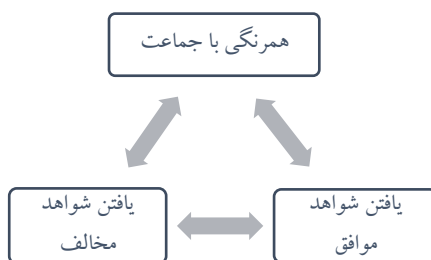 همرنگی با جماعت
یافتن شواهد
موافق
یافتن شواهد
مخالف